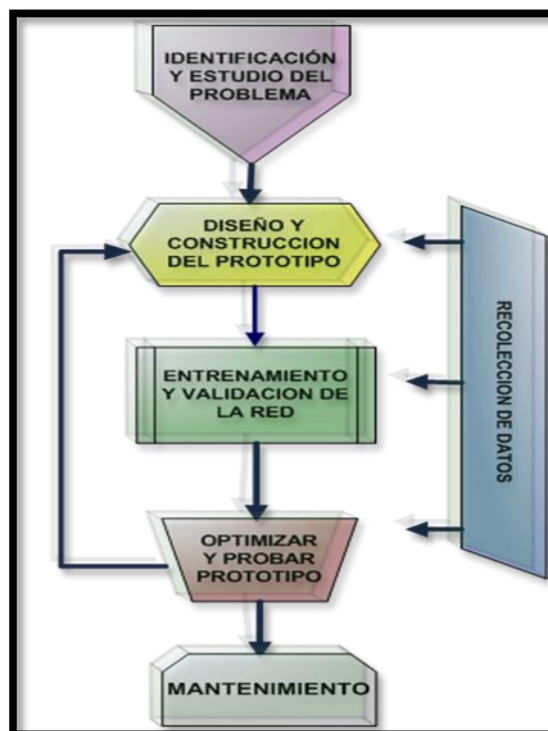 IDENTIFICACIÓN
Y ESTUDIO DEL
PROBLEMA
DISEÑO Y
CONSTRUCCION
DEL PROTOTIPO
ENTRENAMIENTO
Y VALIDACION DE
LA RED
OPTIMIZAR
Y PROBAR
PROTOTIPO
MANTENIMIENTO
RECOLECCION DE DATOS